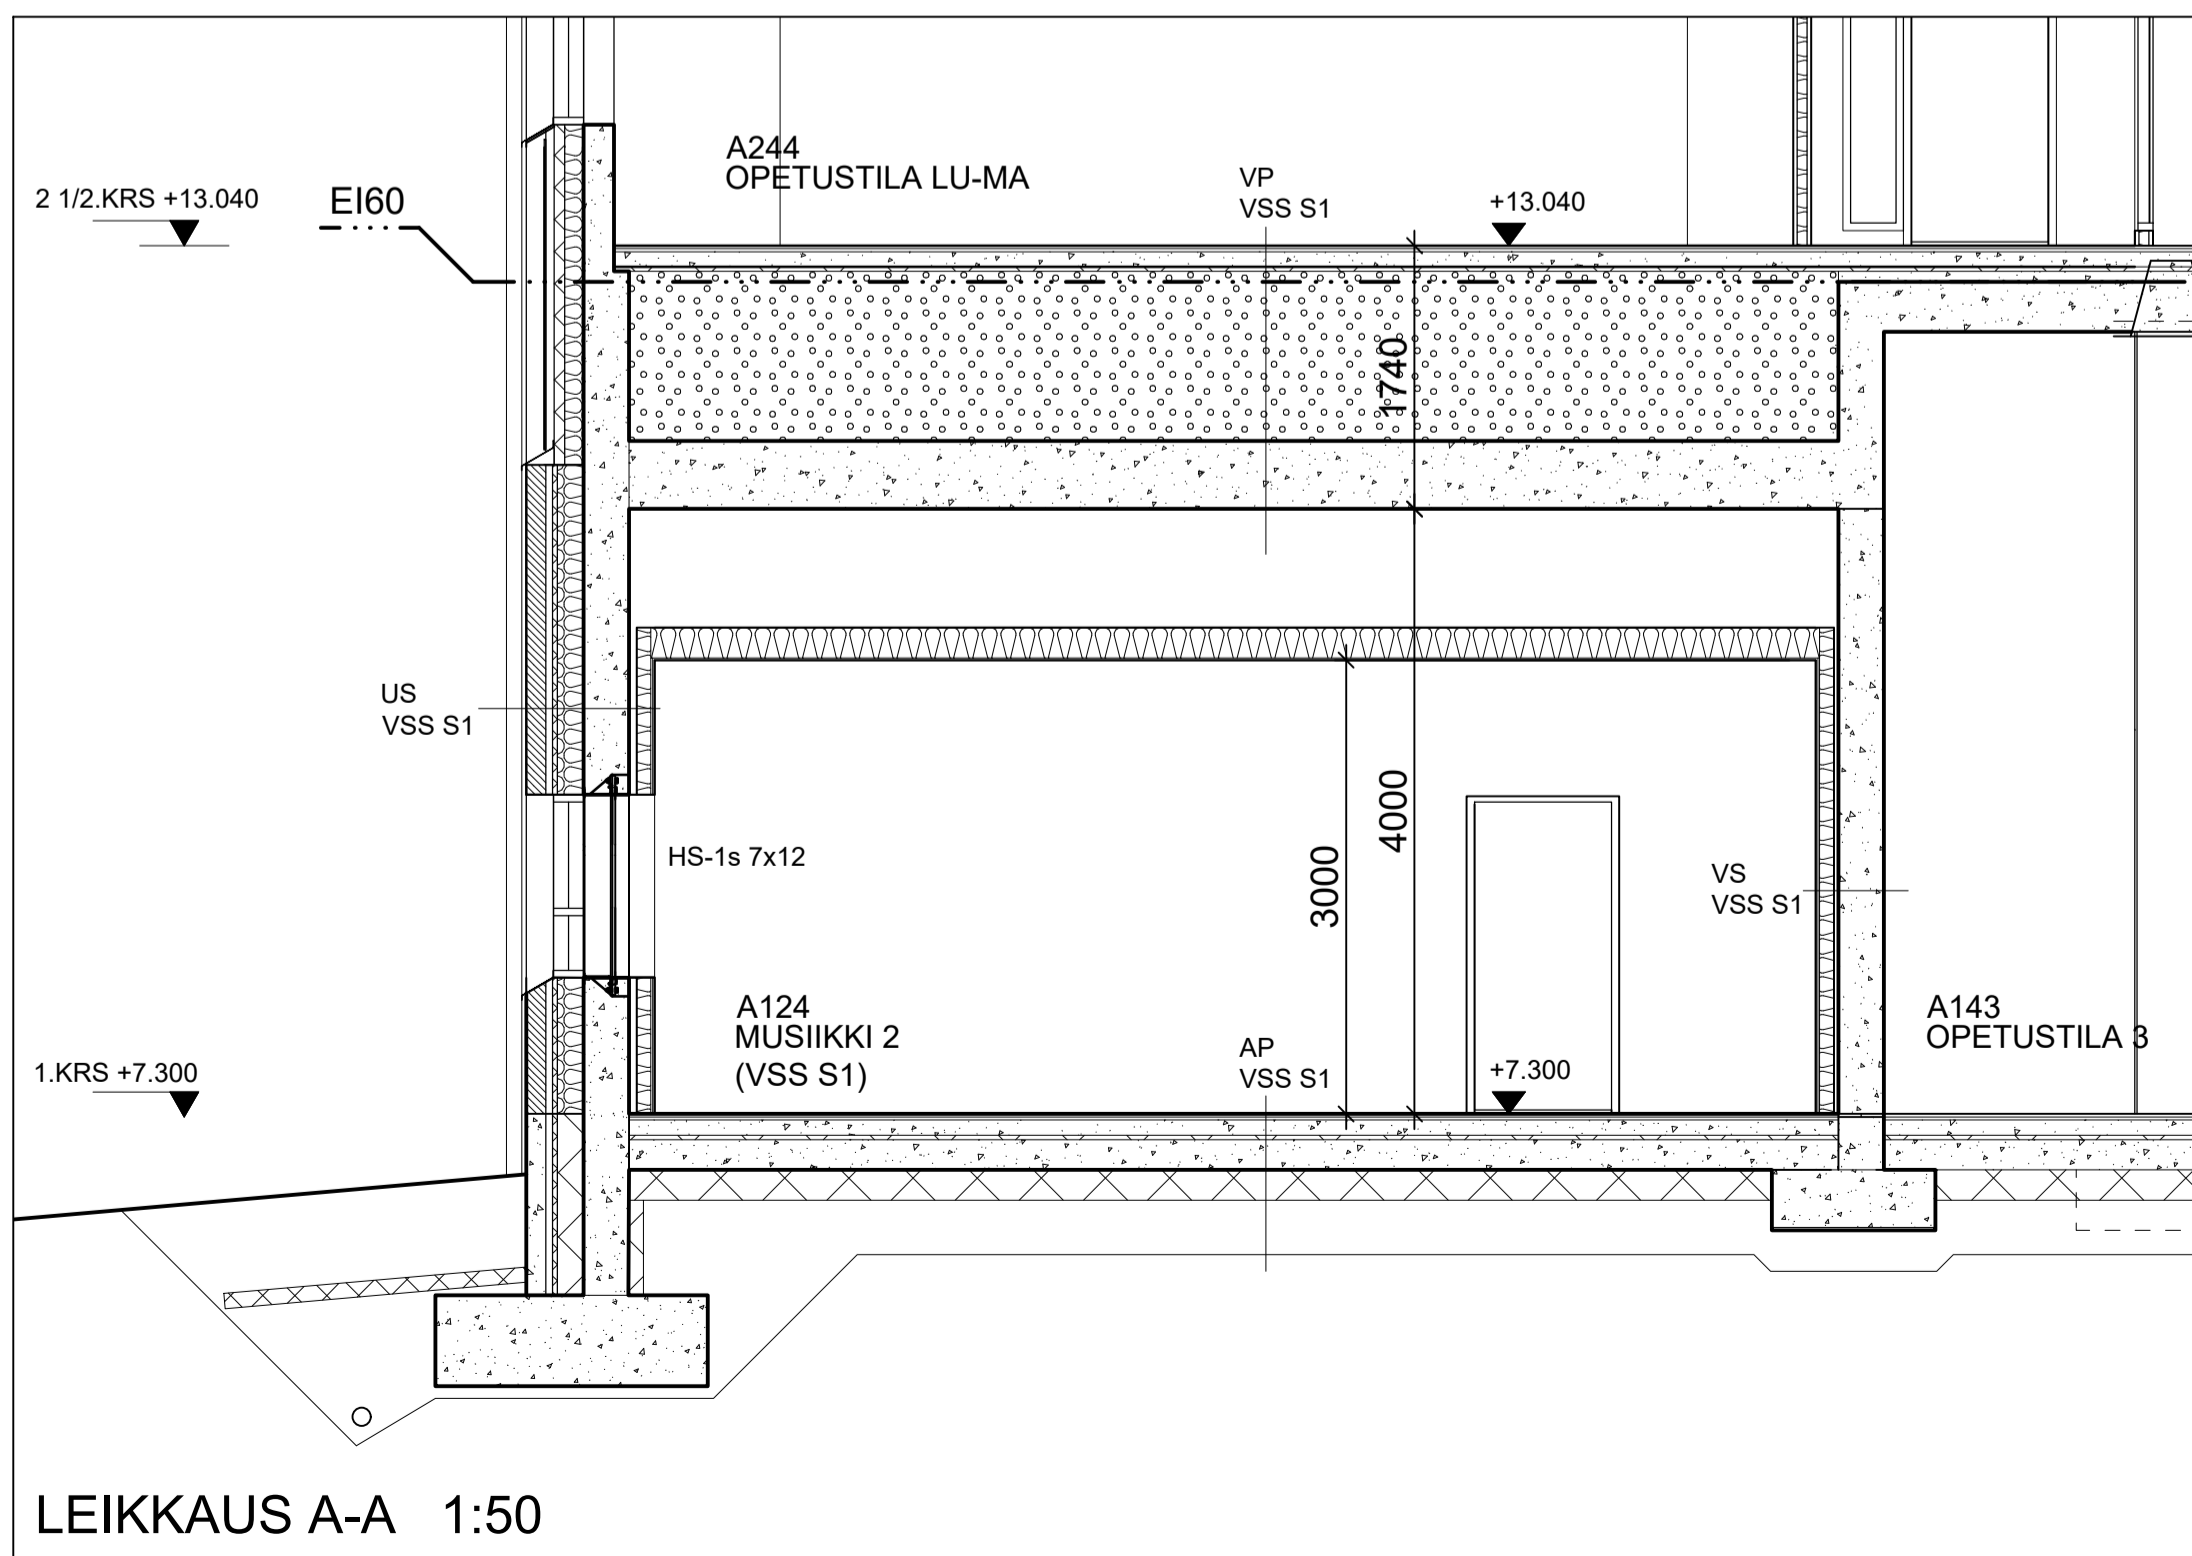 A244
OPETUSTILA LU-MA
2 1/2.KRS +13.040
EI60
VP
VSS S1
+13.040
1740
US
VSS S1
HS-1s 7x12
3000
4000
VS
VSS S1
A124
MUSIIKKI 2
(VSS S1)
A143
OPETUSTILA 3
1.KRS +7.300
AP
VSS S1
+7.300
LEIKKAUS A-A 1:50